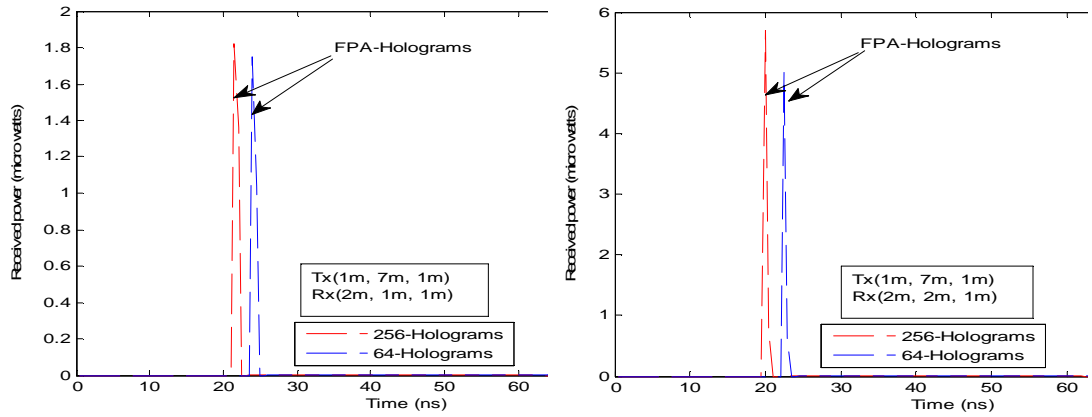 2
1.8
1.6
1.4
1.2
1
0.8
0.6
0.4
0.2
0
Received power (micro watts)
FPA-Holograms
Tx(1m, 7m, 1m)
Rx(2m, 1m, 1m)
256-Holograms
64-Holograms
0 10 20 30 40 50 60
Time (ns)
6
5
4
3
2
1
0
Received power (micro watts)
FPA-Holograms
Tx(1m, 7m, 1m)
Rx(2m, 2m, 1m)
256-Holograms
64-Holograms
0 10 20 30 40 50 60
Time (ns)